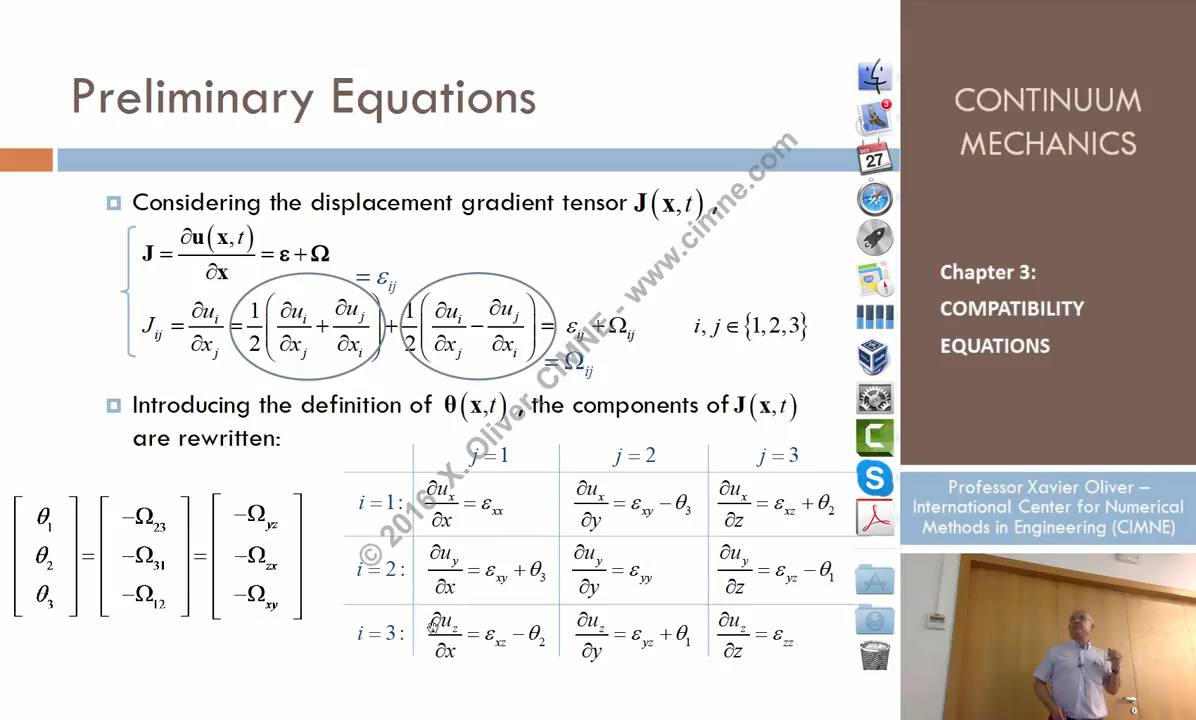 Preliminary Equations
Considering the displacement gradient tensor J(x,t) ,
J = ∂u(x,t)/∂x = ε + Ω
= ε_ij
J_ij = ∂u_i/∂x_j = 1/2 ( ∂u_i/∂x_j + ∂u_j/∂x_i ) + 1/2 ( ∂u_i/∂x_j − ∂u_j/∂x_i ) = ε_ij + Ω_ij    i, j ∈ {1,2,3}
= Ω_ij
Introducing the definition of θ(x,t) , the components of J(x,t)
are rewritten:
j = 1    j = 2    j = 3
i = 1: ∂u_x/∂x = ε_xx    ∂u_x/∂y = ε_xy − θ_3    ∂u_x/∂z = ε_xz + θ_2
i = 2: ∂u_y/∂x = ε_xy + θ_3    ∂u_y/∂y = ε_yy    ∂u_y/∂z = ε_yz − θ_1
i = 3: ∂u_z/∂x = ε_xz − θ_2    ∂u_z/∂y = ε_yz + θ_1    ∂u_z/∂z = ε_zz
[ θ_1 ] [ −Ω_23 ] [ −Ω_yz ]
[ θ_2 ] = [ −Ω_31 ] = [ −Ω_zx ]
[ θ_3 ] [ −Ω_12 ] [ −Ω_xy ]
© 2016 X. Oliver CIMNE - www.cimne.com
3
OCT
27
CONTINUUM
MECHANICS
Chapter 3:
COMPATIBILITY
EQUATIONS
Professor Xavier Oliver –
International Center for Numerical
Methods in Engineering (CIMNE)